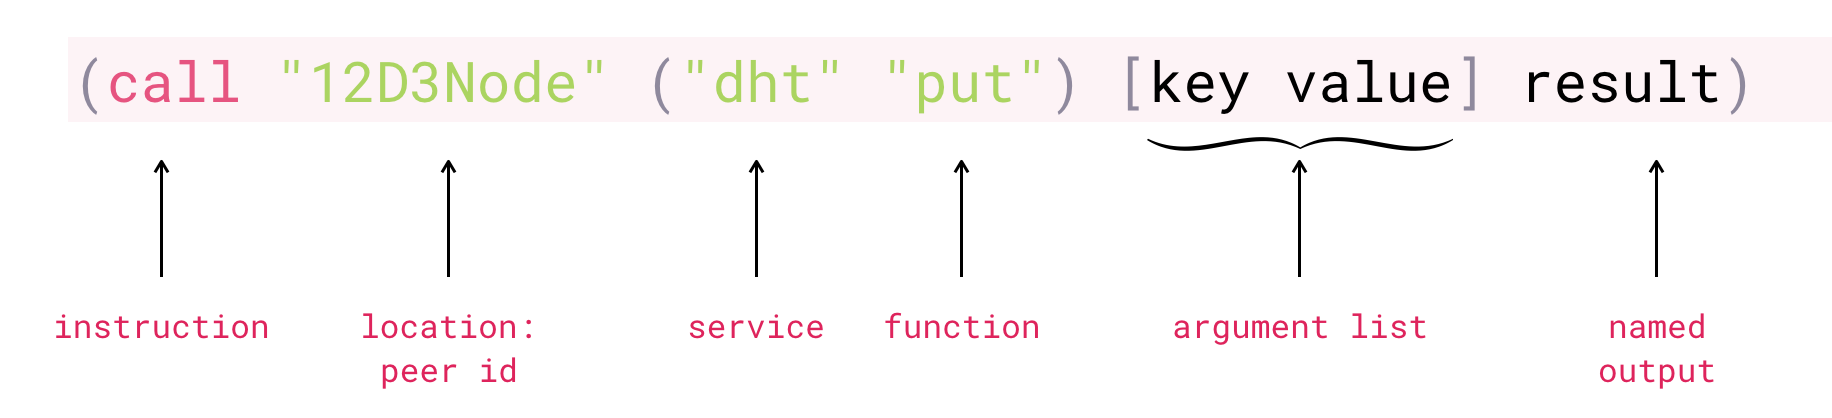 (call "12D3Node" ("dht" "put") [key value] result)
instruction
location:
peer id
service
function
argument list
named
output